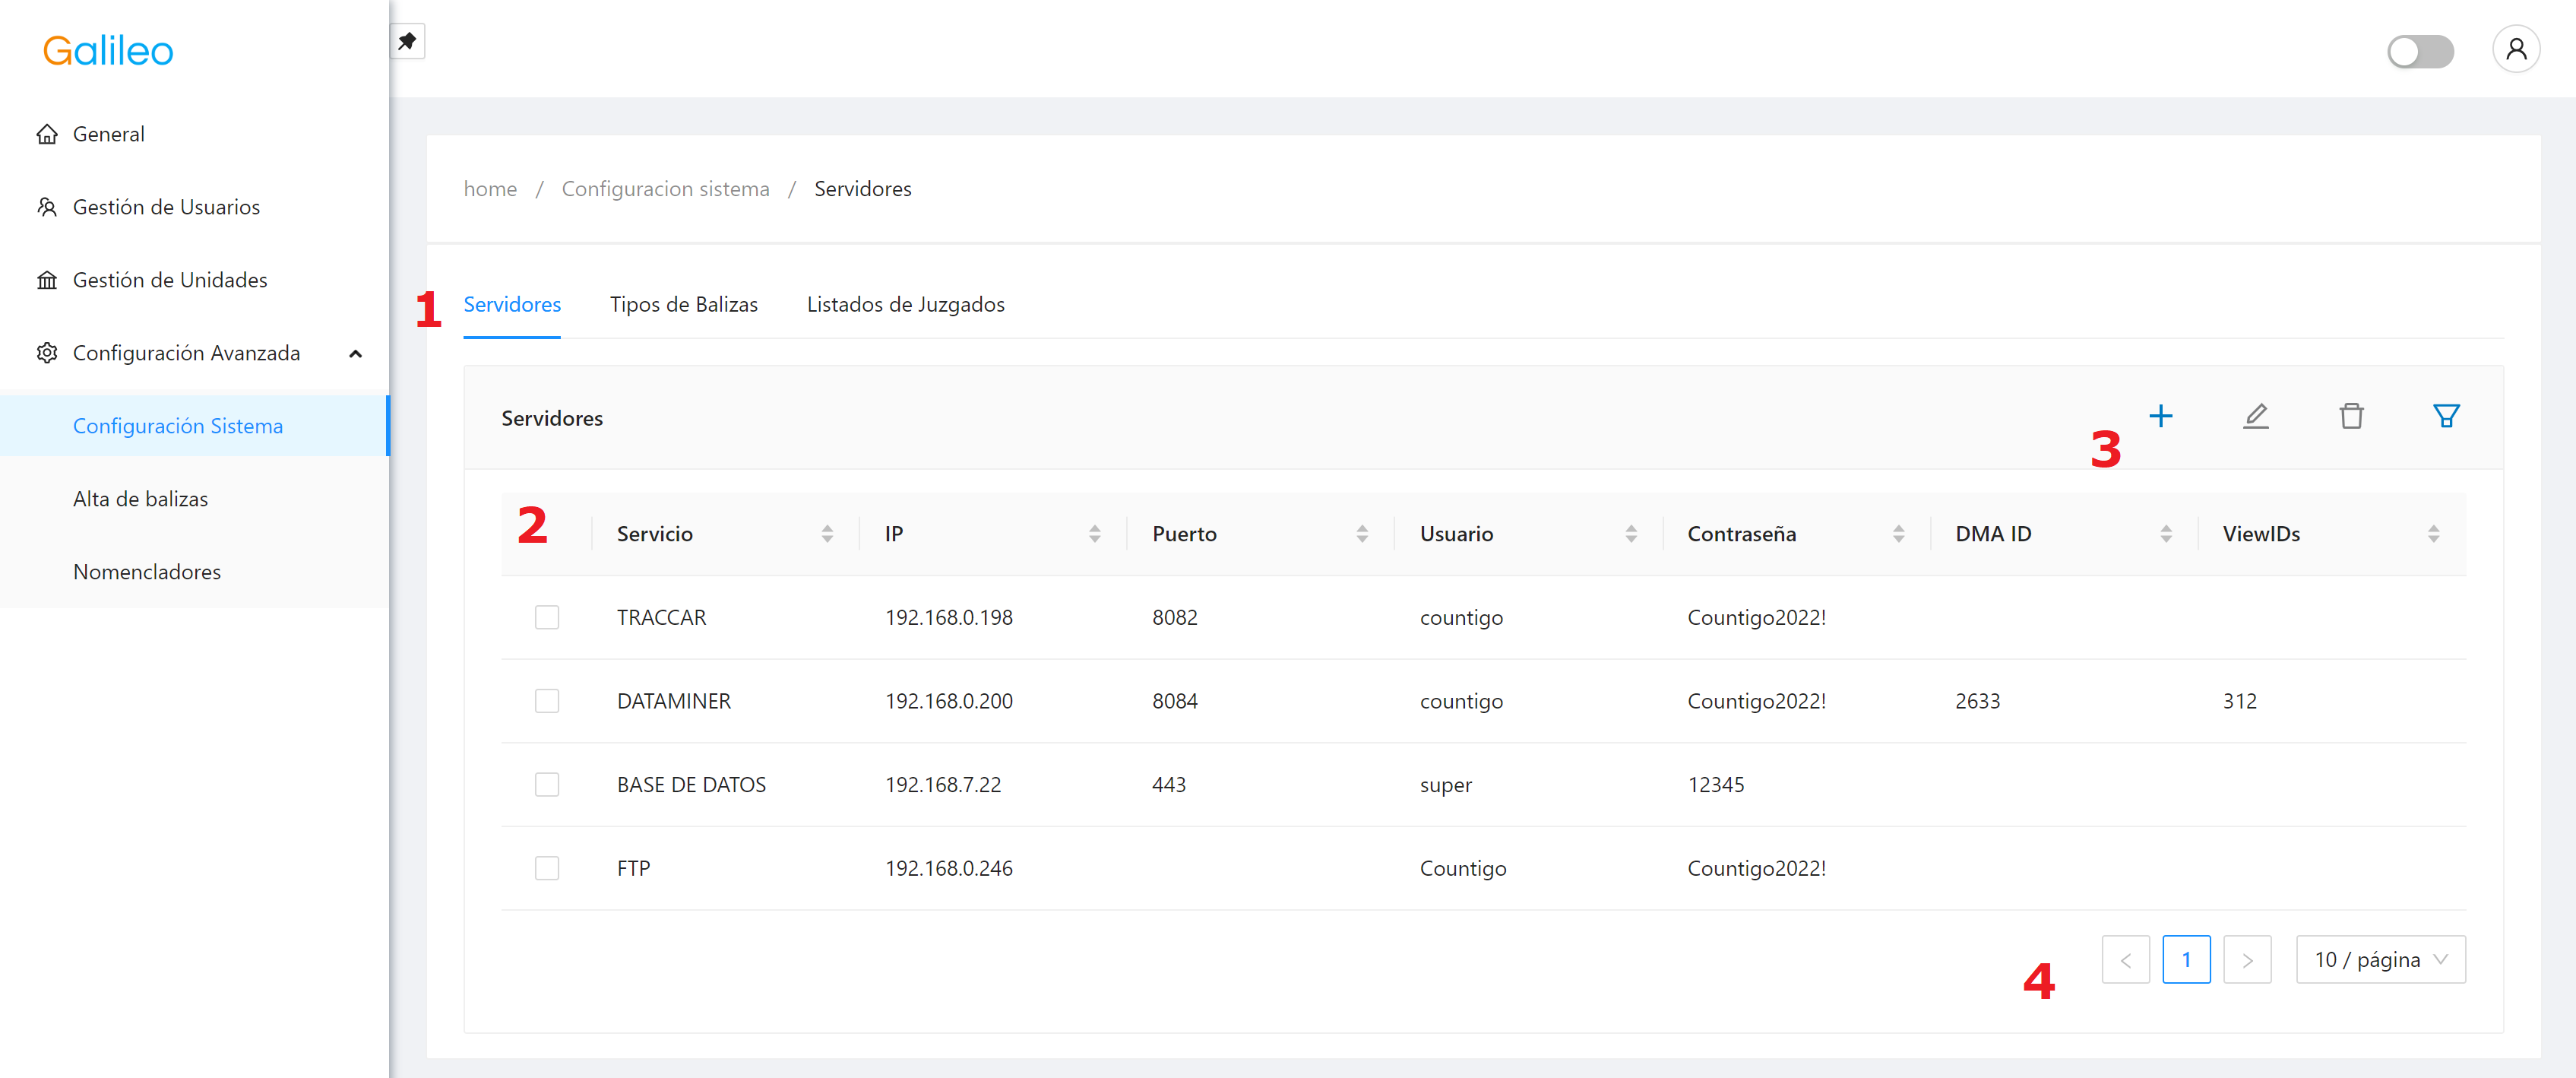 Galileo
General
Gestión de Usuarios
Gestión de Unidades
Configuración Avanzada
Configuración Sistema
Alta de balizas
Nomencladores
home / Configuracion sistema / Servidores
1 Servidores Tipos de Balizas Listados de Juzgados
Servidores
3
2 Servicio IP Puerto Usuario Contraseña DMA ID ViewIDs
TRACCAR 192.168.0.198 8082 countigo Countigo2022!
DATAMINER 192.168.0.200 8084 countigo Countigo2022! 2633 312
BASE DE DATOS 192.168.7.22 443 super 12345
FTP 192.168.0.246 Countigo Countigo2022!
4 < 1 > 10 / página